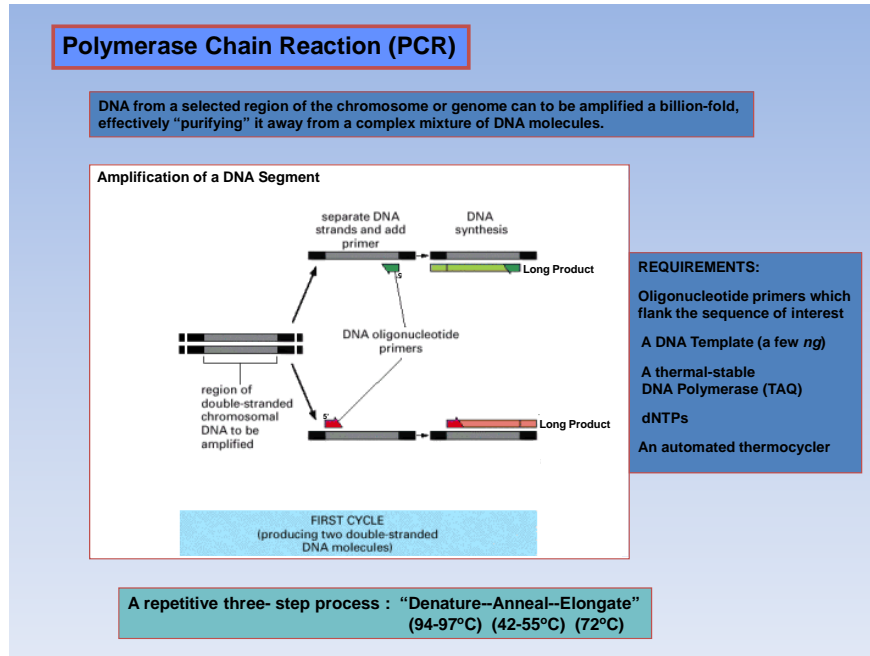 Polymerase Chain Reaction (PCR)
DNA from a selected region of the chromosome or genome can to be amplified a billion-fold,
effectively “purifying” it away from a complex mixture of DNA molecules.
Amplification of a DNA Segment
separate DNA
strands and add
primer
DNA
synthesis
5
Long Product
DNA oligonucleotide
primers
region of
double-stranded
chromosomal
DNA to be
amplified
5'
Long Product
FIRST CYCLE
(producing two double-stranded
DNA molecules)
REQUIREMENTS:
Oligonucleotide primers which
flank the sequence of interest
A DNA Template (a few ng)
A thermal-stable
DNA Polymerase (TAQ)
dNTPs
An automated thermocycler
A repetitive three- step process : “Denature--Anneal--Elongate”
(94-97ºC) (42-55ºC) (72ºC)